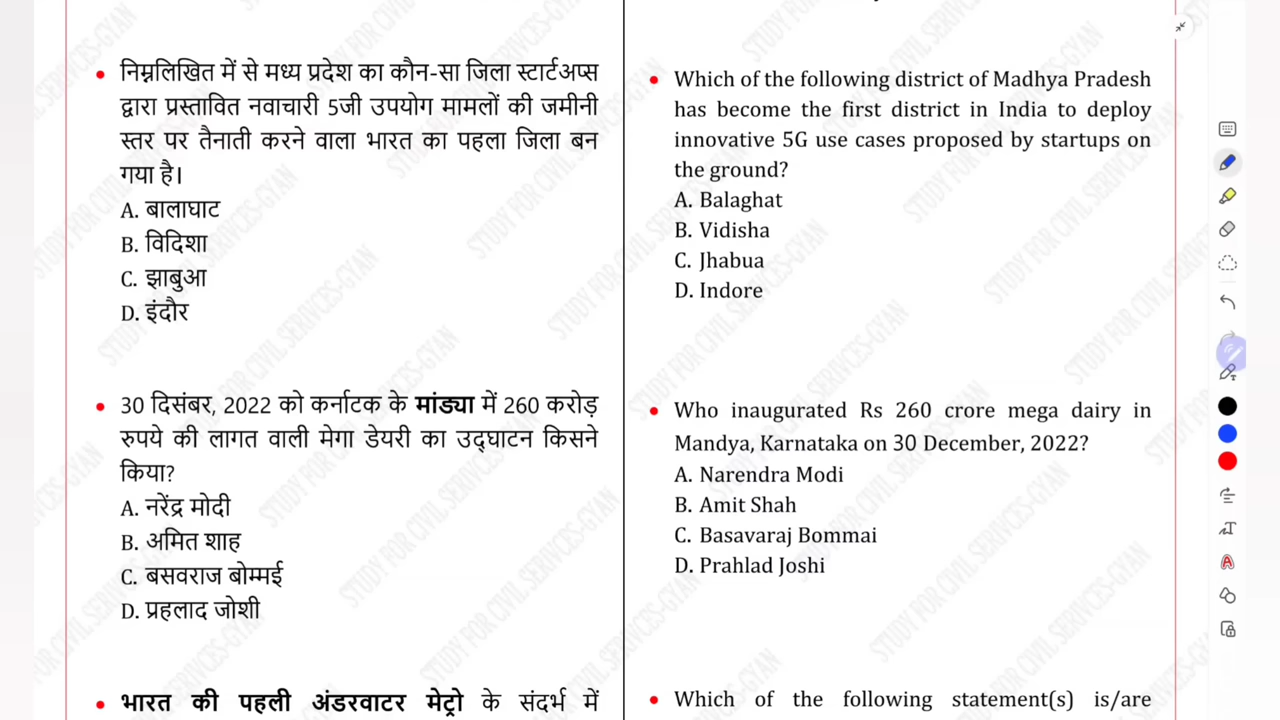 निम्नलिखित में से मध्य प्रदेश का कौन-सा जिला स्टार्टअप्स
द्वारा प्रस्तावित नवाचारी 5जी उपयोग मामलों की जमीनी
स्तर पर तैनाती करने वाला भारत का पहला जिला बन
गया है।
A. बालाघाट
B. विदिशा
C. झाबुआ
D. इंदौर
30 दिसंबर, 2022 को कर्नाटक के मांड्या में 260 करोड़
रुपये की लागत वाली मेगा डेयरी का उद्घाटन किसने
किया?
A. नरेंद्र मोदी
B. अमित शाह
C. बसवराज बोम्मई
D. प्रहलाद जोशी
भारत की पहली अंडरवाटर मेट्रो के संदर्भ में
Which of the following district of Madhya Pradesh
has become the first district in India to deploy
innovative 5G use cases proposed by startups on
the ground?
A. Balaghat
B. Vidisha
C. Jhabua
D. Indore
Who inaugurated Rs 260 crore mega dairy in
Mandya, Karnataka on 30 December, 2022?
A. Narendra Modi
B. Amit Shah
C. Basavaraj Bommai
D. Prahlad Joshi
Which of the following statement(s) is/are
STUDY FOR CIVIL SERIVCES-GYAN